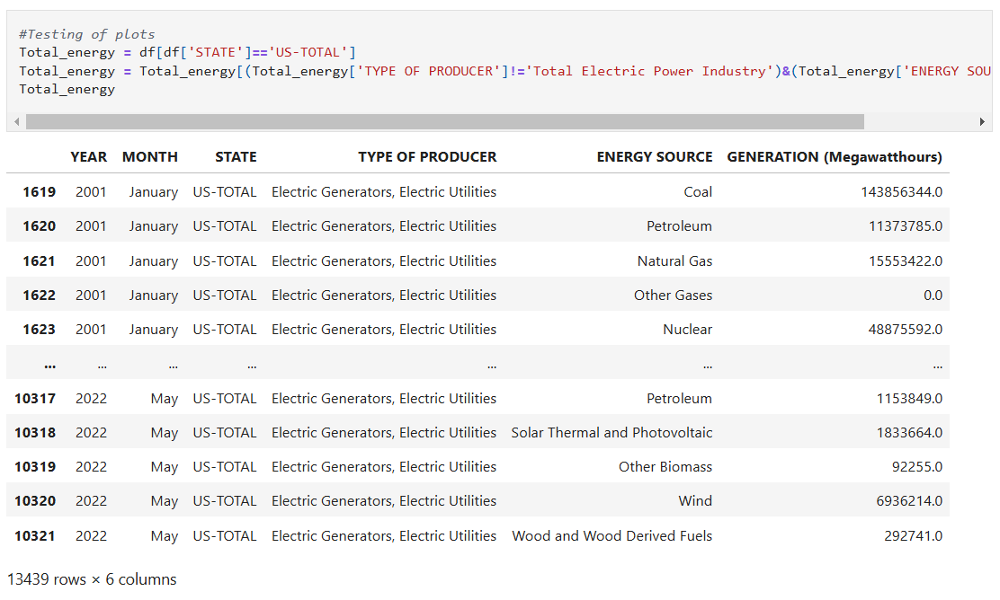 #Testing of plots
Total_energy = df[df['STATE']=='US-TOTAL']
Total_energy = Total_energy[(Total_energy['TYPE OF PRODUCER']!='Total Electric Power Industry')&(Total_energy['ENERGY SOU
Total_energy
YEAR MONTH STATE TYPE OF PRODUCER ENERGY SOURCE GENERATION (Megawatthours)
1619 2001 January US-TOTAL Electric Generators, Electric Utilities Coal 143856344.0
1620 2001 January US-TOTAL Electric Generators, Electric Utilities Petroleum 11373785.0
1621 2001 January US-TOTAL Electric Generators, Electric Utilities Natural Gas 15553422.0
1622 2001 January US-TOTAL Electric Generators, Electric Utilities Other Gases 0.0
1623 2001 January US-TOTAL Electric Generators, Electric Utilities Nuclear 48875592.0
... ... ... ... ... ... ...
10317 2022 May US-TOTAL Electric Generators, Electric Utilities Petroleum 1153849.0
10318 2022 May US-TOTAL Electric Generators, Electric Utilities Solar Thermal and Photovoltaic 1833664.0
10319 2022 May US-TOTAL Electric Generators, Electric Utilities Other Biomass 92255.0
10320 2022 May US-TOTAL Electric Generators, Electric Utilities Wind 6936214.0
10321 2022 May US-TOTAL Electric Generators, Electric Utilities Wood and Wood Derived Fuels 292741.0
13439 rows × 6 columns